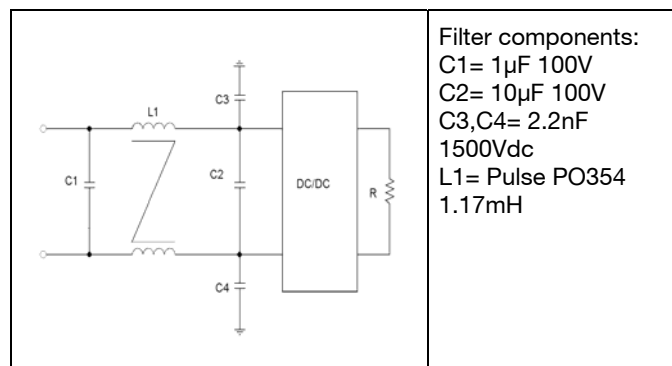 L1
C3
C1
C2
DC/DC
R
C4
Filter components:
C1= 1µF 100V
C2= 10µF 100V
C3,C4= 2.2nF
1500Vdc
L1= Pulse PO354
1.17mH